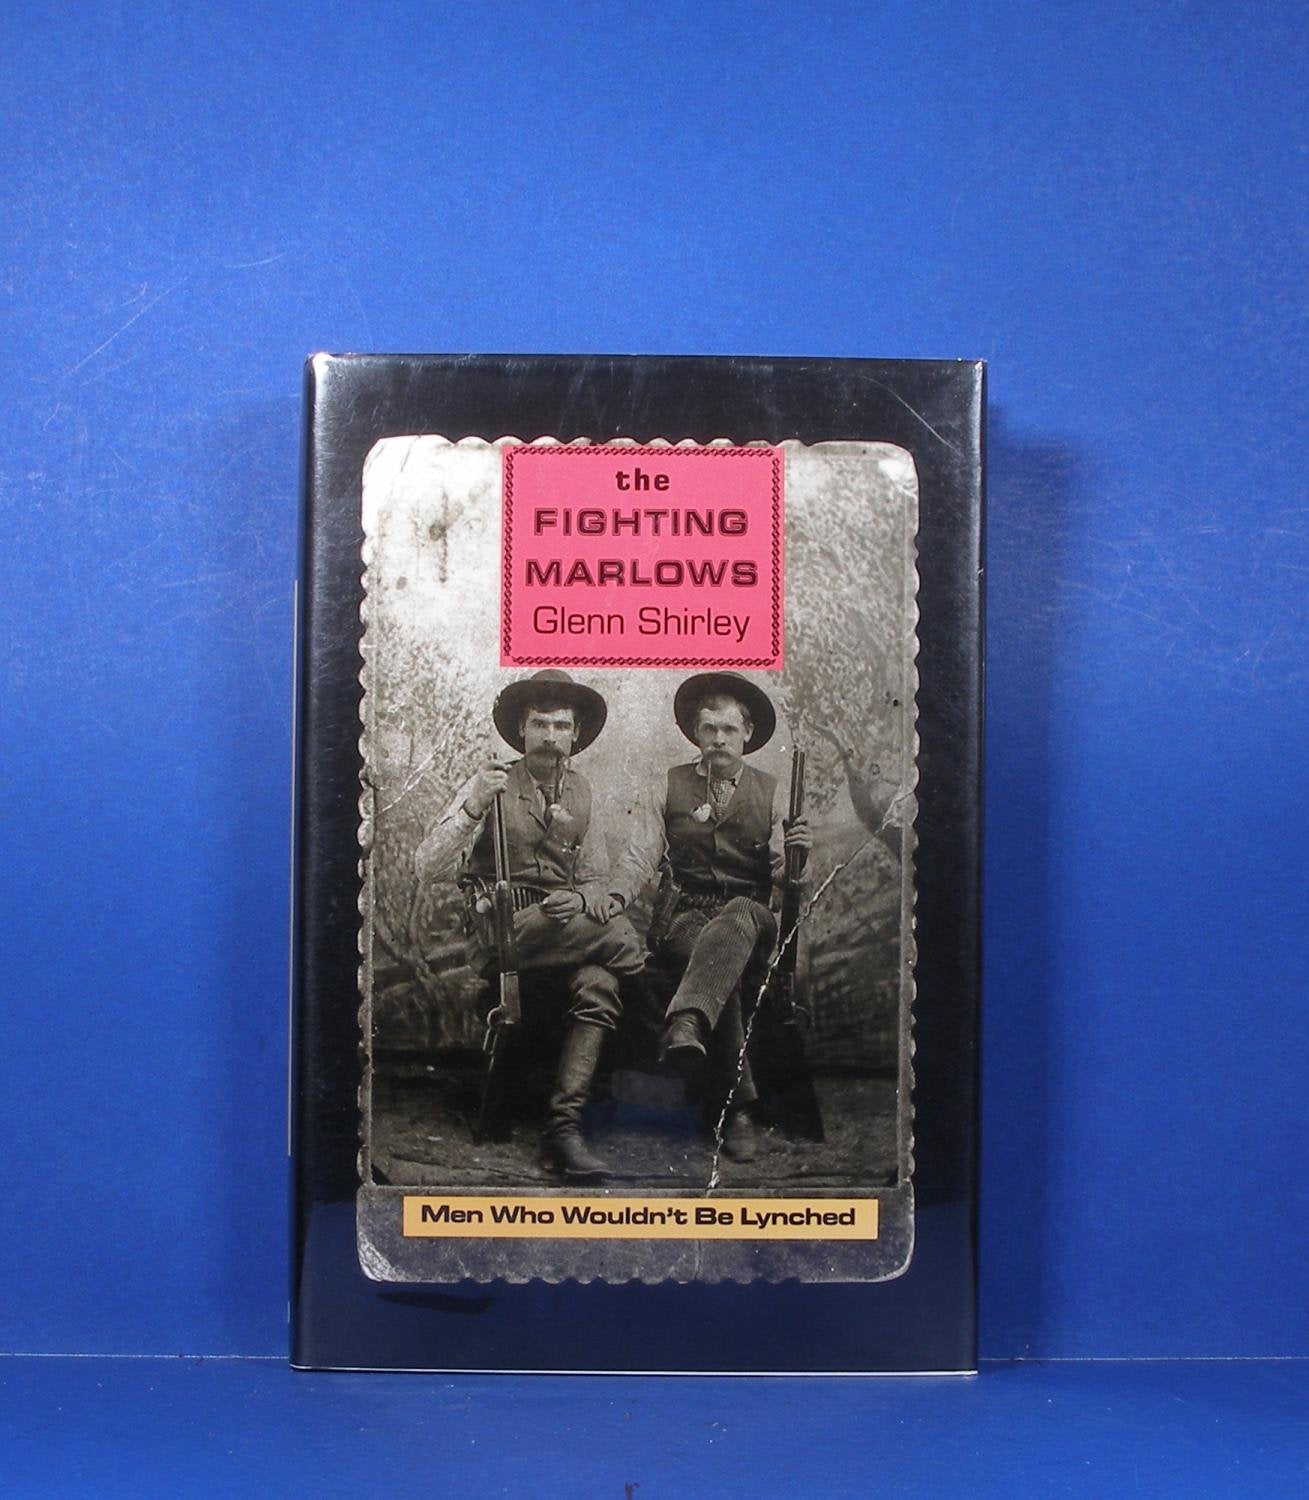 the
FIGHTING
MARLOWS
Glenn Shirley
Men Who Wouldn't Be Lynched